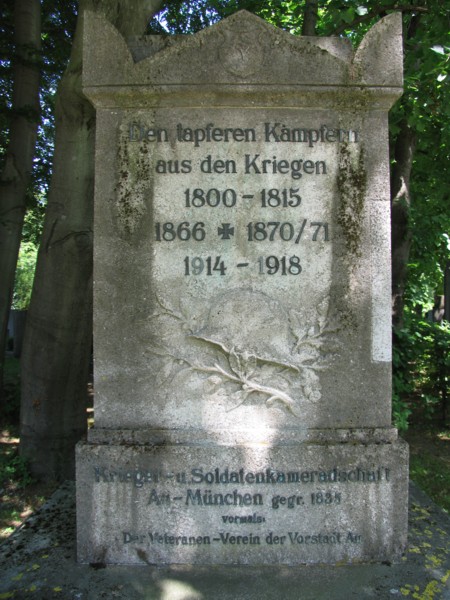 Den tapferen Kämpfern
aus den Kriegen
1800 - 1815
1866 ✠ 1870/71
1914 - 1918
Krieger- u. Soldatenkameradschaft
Au-München gegr. 1838
vormals:
Der Veteranen-Verein der Vorstadt Au